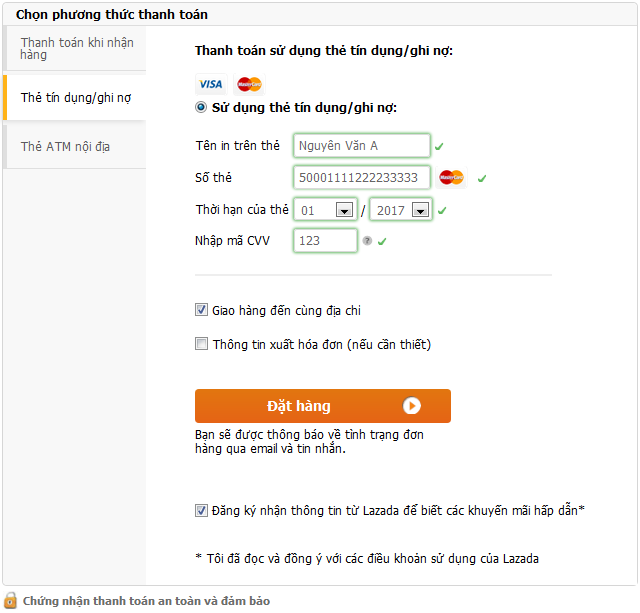 Chọn phương thức thanh toán
Thanh toán khi nhận
hàng
Thẻ tín dụng/ghi nợ
Thẻ ATM nội địa
Thanh toán sử dụng thẻ tín dụng/ghi nợ:
VISA MasterCard
Sử dụng thẻ tín dụng/ghi nợ:
Tên in trên thẻ Nguyên Văn A
Số thẻ 50001111222233333 MasterCard
Thời hạn của thẻ 01 / 2017
Nhập mã CVV 123 ?
Giao hàng đến cùng địa chỉ
Thông tin xuất hóa đơn (nếu cần thiết)
Đặt hàng
Bạn sẽ được thông báo về tình trạng đơn
hàng qua email và tin nhắn.
Đăng ký nhận thông tin từ Lazada để biết các khuyến mãi hấp dẫn*
* Tôi đã đọc và đồng ý với các điều khoản sử dụng của Lazada
Chứng nhận thanh toán an toàn và đảm bảo